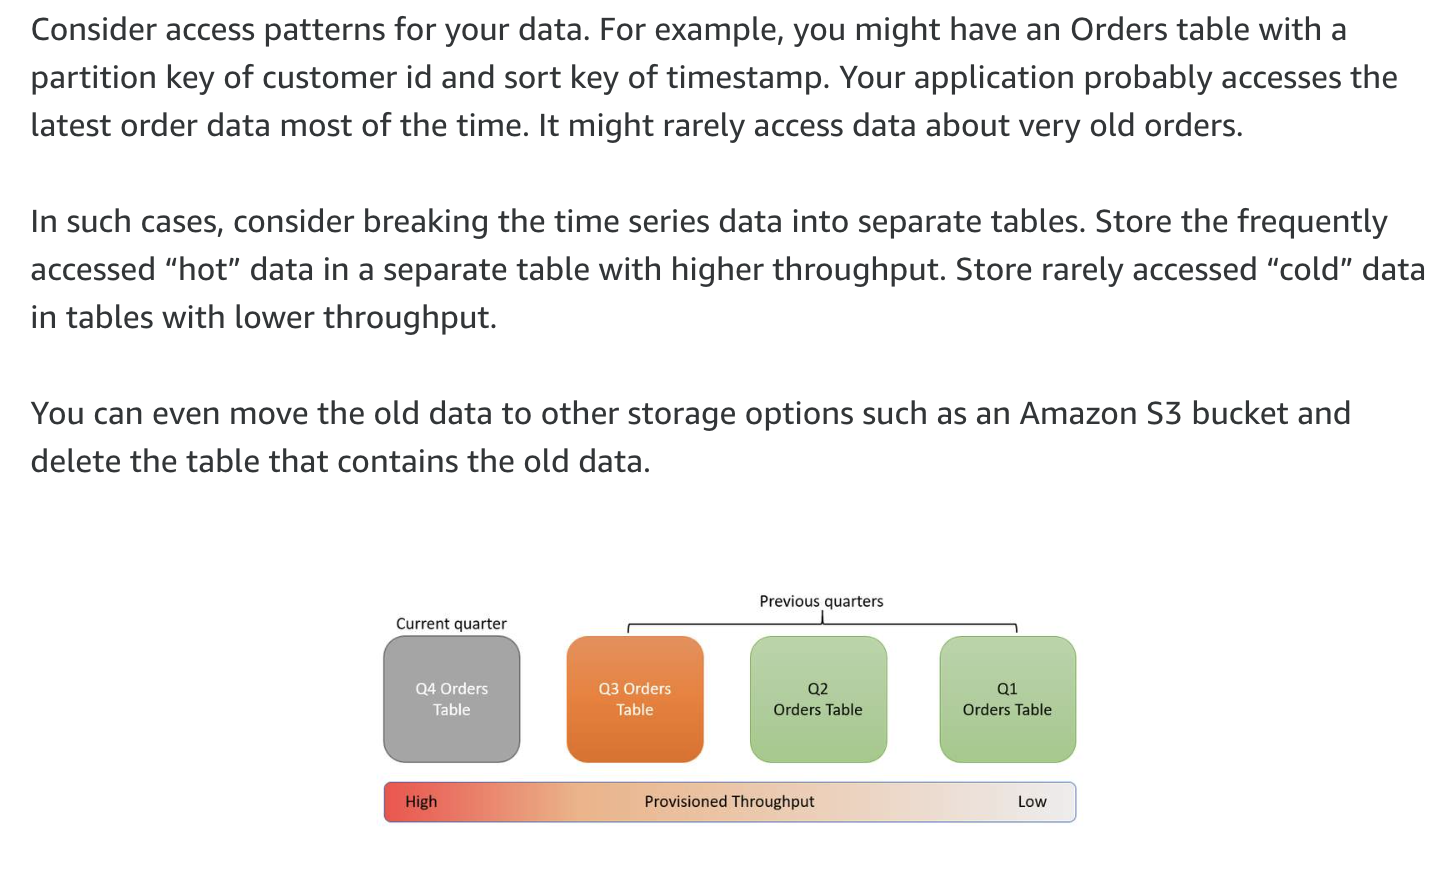 Consider access patterns for your data. For example, you might have an Orders table with a
partition key of customer id and sort key of timestamp. Your application probably accesses the
latest order data most of the time. It might rarely access data about very old orders.
In such cases, consider breaking the time series data into separate tables. Store the frequently
accessed “hot” data in a separate table with higher throughput. Store rarely accessed “cold” data
in tables with lower throughput.
You can even move the old data to other storage options such as an Amazon S3 bucket and
delete the table that contains the old data.
Previous quarters
Current quarter
Q4 Orders
Table
Q3 Orders
Table
Q2
Orders Table
Q1
Orders Table
High
Provisioned Throughput
Low